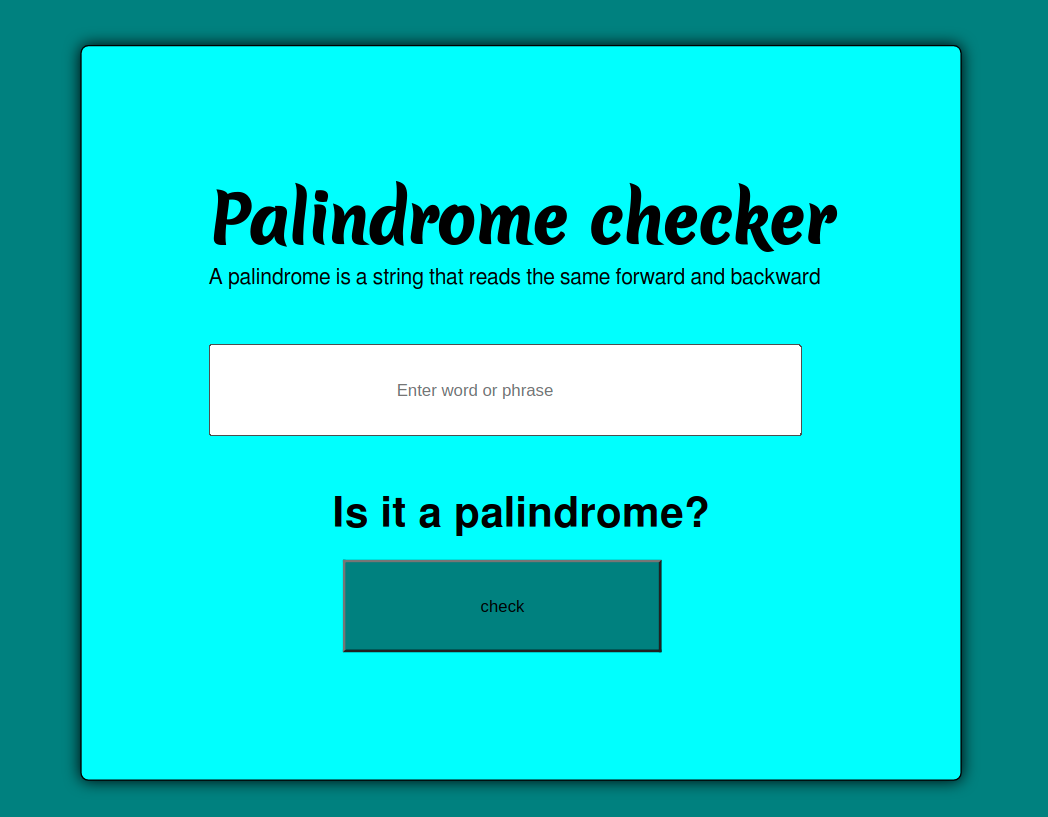 Palindrome checker
A palindrome is a string that reads the same forward and backward
Enter word or phrase
Is it a palindrome?
check